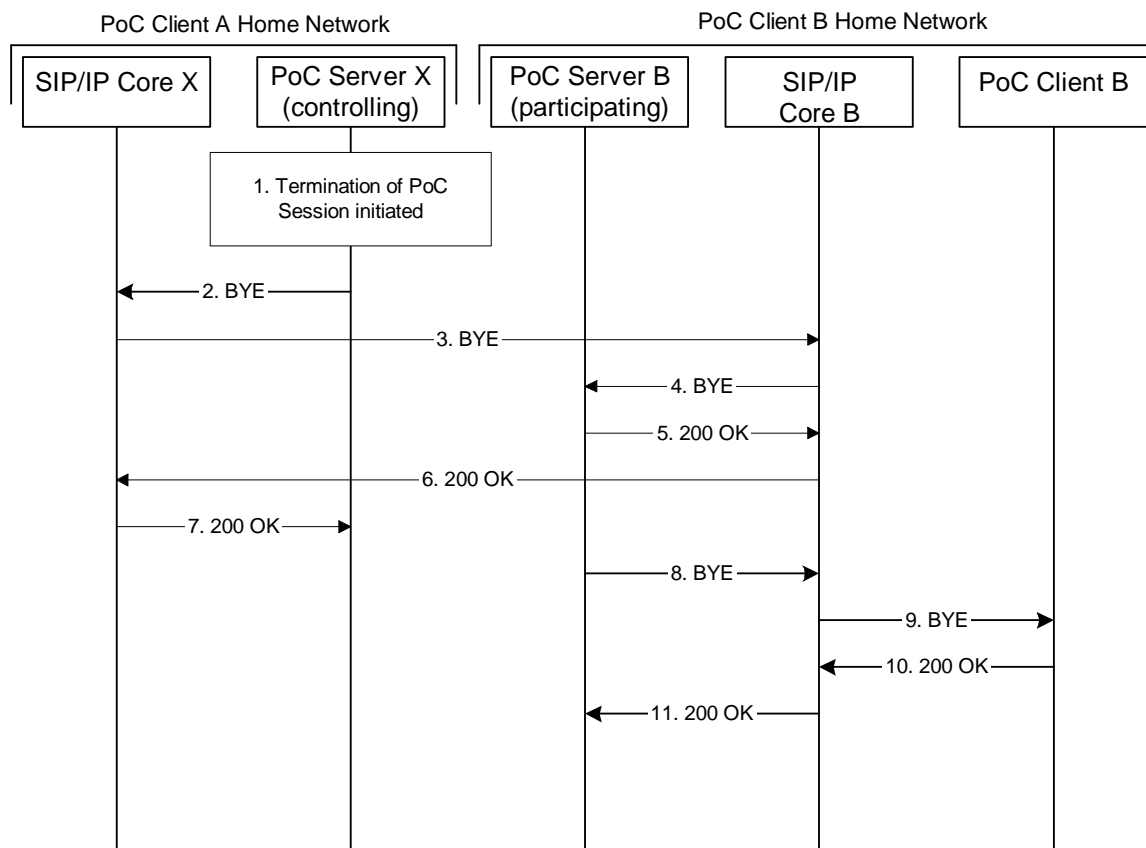 PoC Client A Home Network
PoC Client B Home Network
SIP/IP Core X
PoC Server X
(controlling)
PoC Server B
(participating)
SIP/IP
Core B
PoC Client B
1. Termination of PoC
Session initiated
2. BYE
3. BYE
4. BYE
5. 200 OK
6. 200 OK
7. 200 OK
8. BYE
9. BYE
10. 200 OK
11. 200 OK